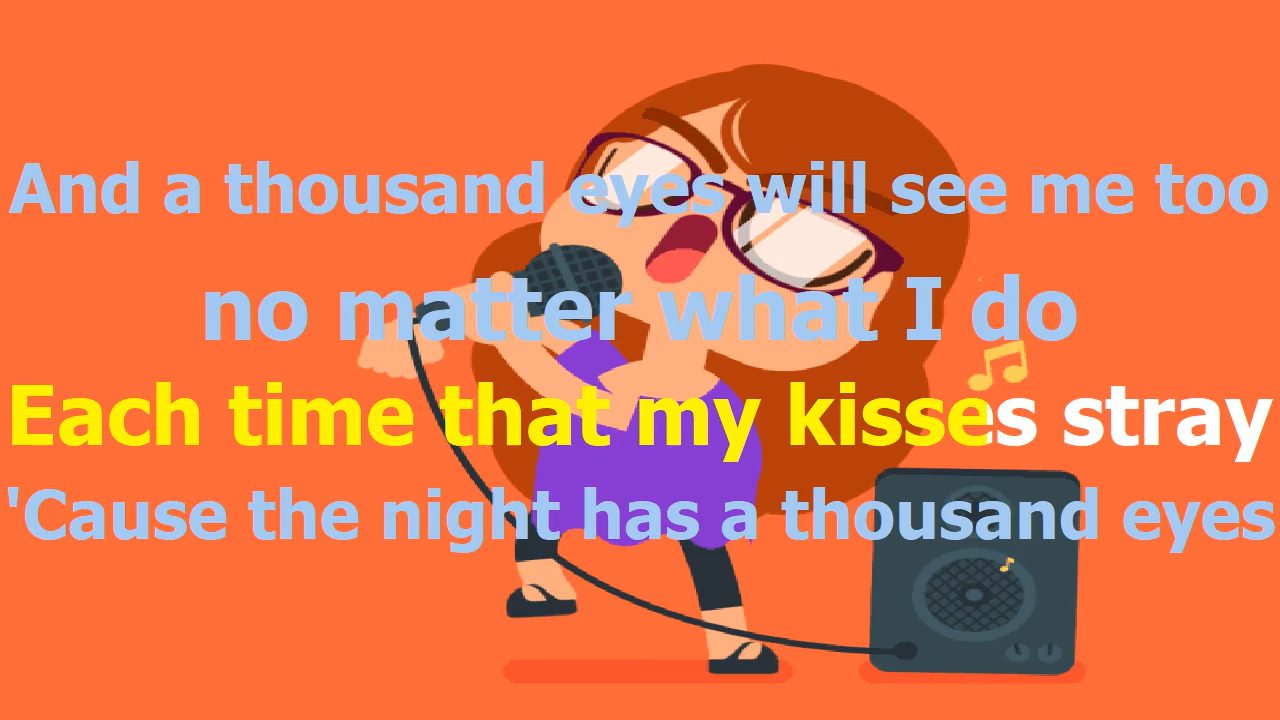 And a thousand eyes will see me too
no matter what I do
Each time that my kisses stray
'Cause the night has a thousand eyes